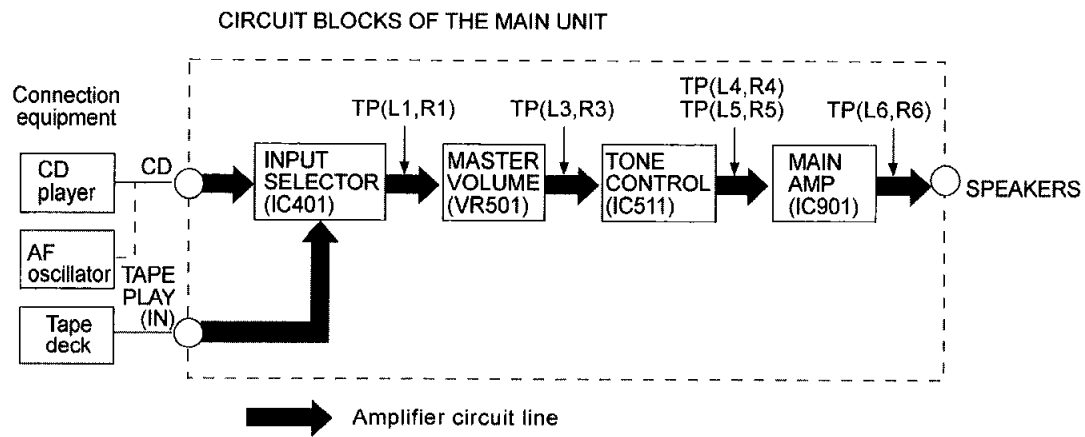 CIRCUIT BLOCKS OF THE MAIN UNIT
Connection
equipment
CD
player
CD
AF
oscillator
TAPE
PLAY
(IN)
Tape
deck
INPUT
SELECTOR
(IC401)
TP(L1,R1)
MASTER
VOLUME
(VR501)
TP(L3,R3)
TONE
CONTROL
(IC511)
TP(L4,R4)
TP(L5,R5)
MAIN
AMP
(IC901)
TP(L6,R6)
SPEAKERS
Amplifier circuit line